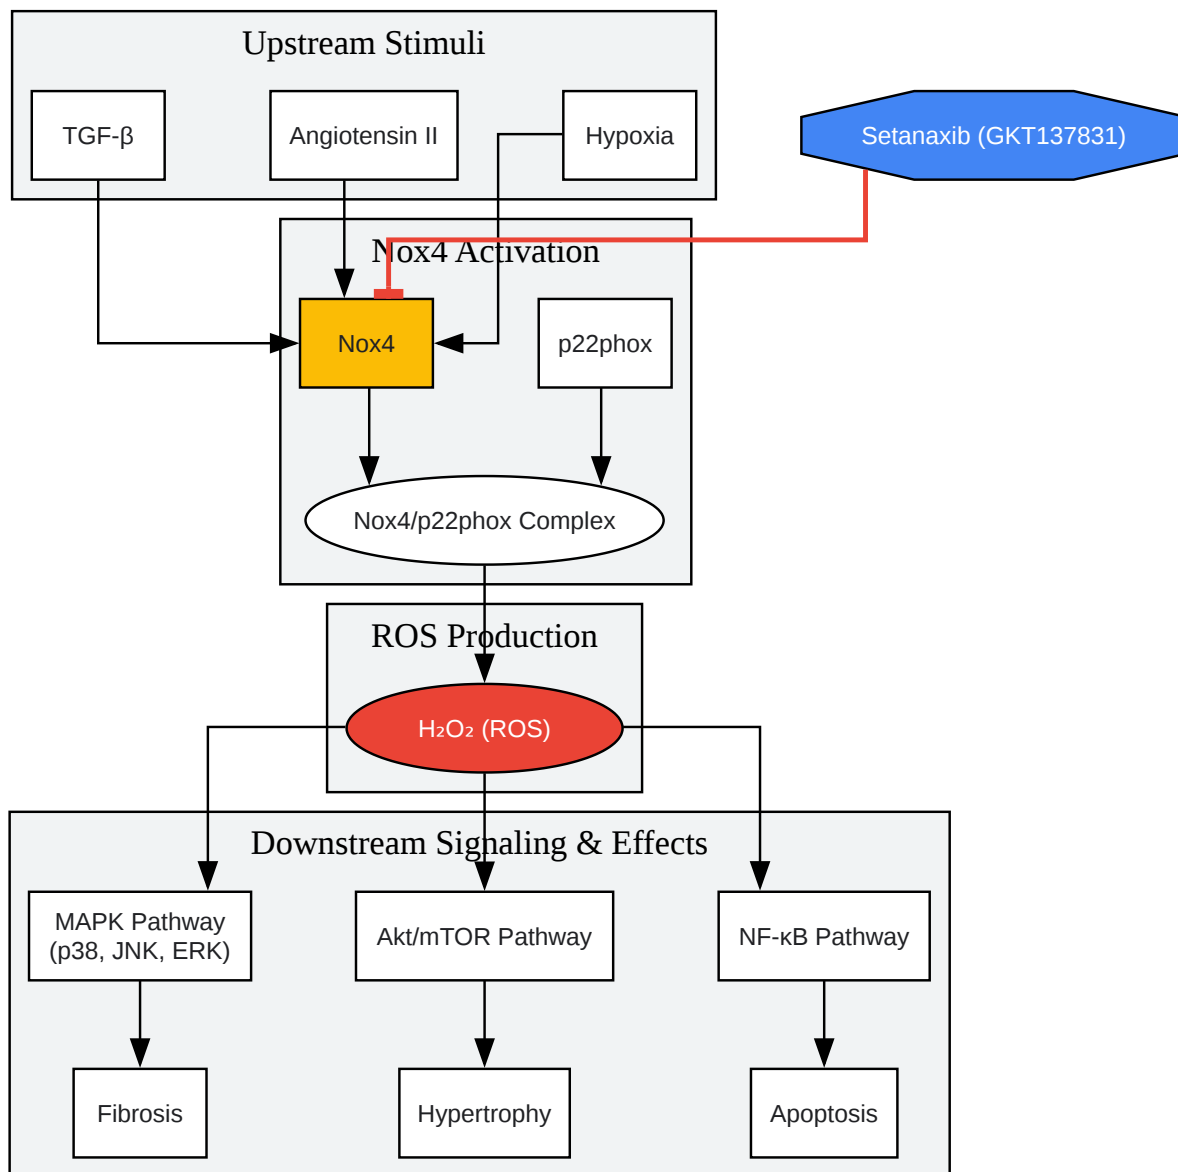 Upstream Stimuli
TGF-β
Angiotensin II
Hypoxia
Setanaxib (GKT137831)
Nox4 Activation
Nox4
p22phox
Nox4/p22phox Complex
ROS Production
H₂O₂ (ROS)
Downstream Signaling & Effects
MAPK Pathway
(p38, JNK, ERK)
Akt/mTOR Pathway
NF-κB Pathway
Fibrosis
Hypertrophy
Apoptosis